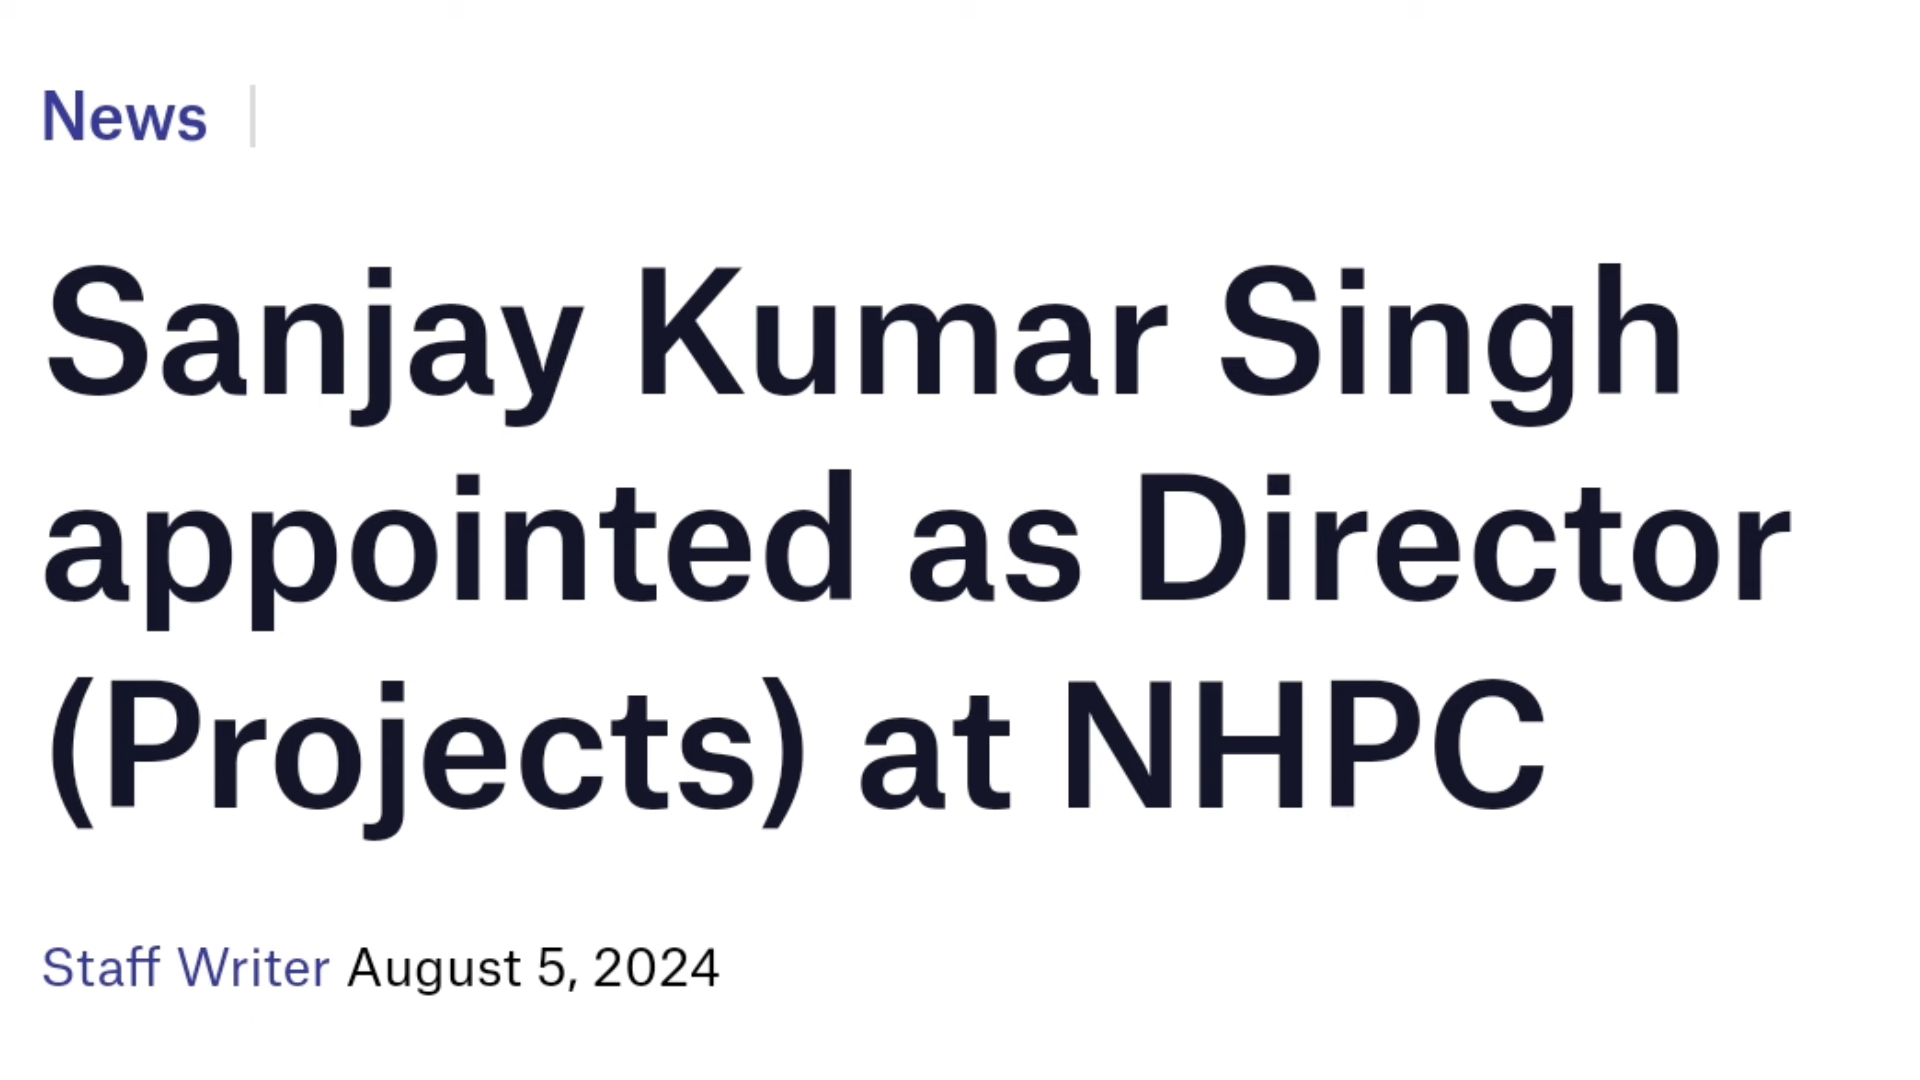 News
Sanjay Kumar Singh
appointed as Director
(Projects) at NHPC
Staff Writer August 5, 2024